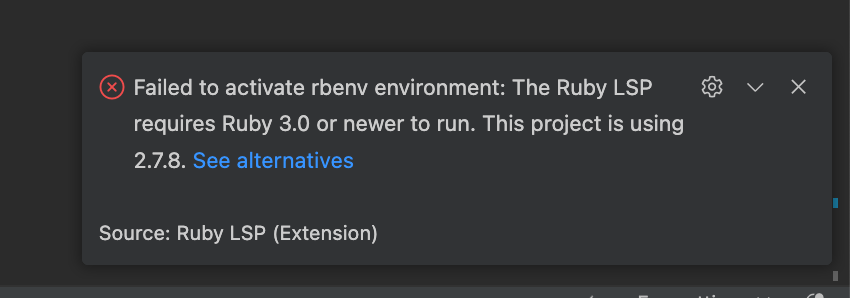 Failed to activate rbenv environment: The Ruby LSP
requires Ruby 3.0 or newer to run. This project is using
2.7.8. See alternatives
Source: Ruby LSP (Extension)